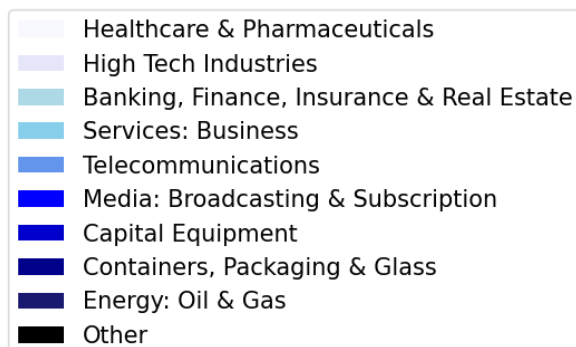 Healthcare & Pharmaceuticals
High Tech Industries
Banking, Finance, Insurance & Real Estate
Services: Business
Telecommunications
Media: Broadcasting & Subscription
Capital Equipment
Containers, Packaging & Glass
Energy: Oil & Gas
Other